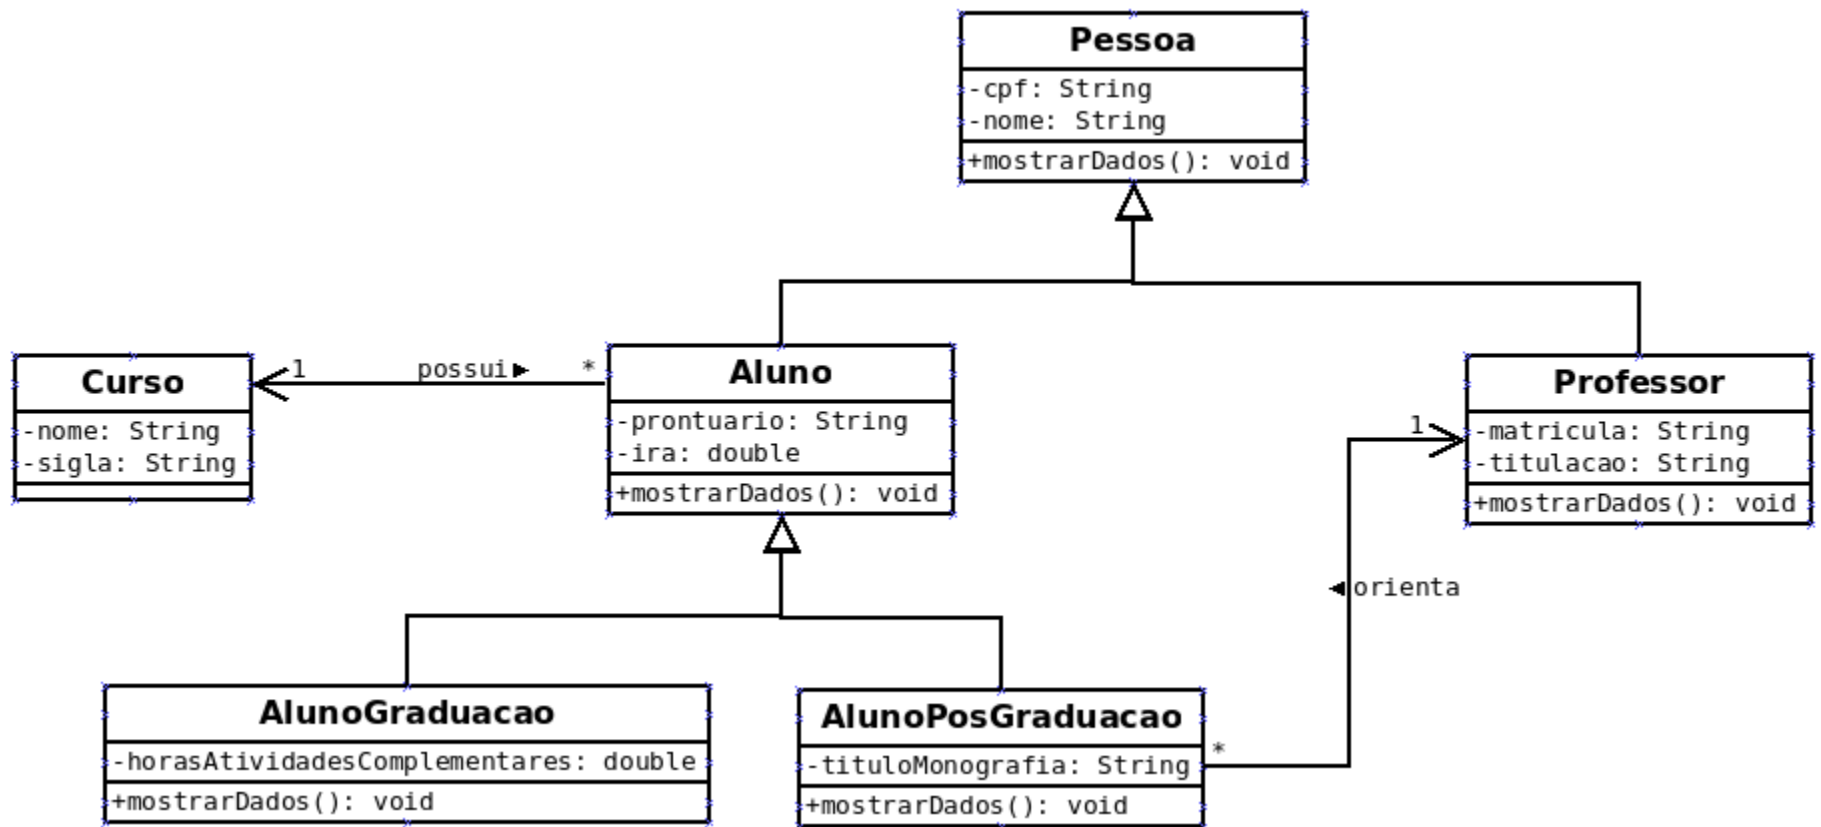 Pessoa
-cpf: String
-nome: String
+mostrarDados(): void
Curso
-nome: String
-sigla: String
1
possui►
*
Aluno
-prontuario: String
-ira: double
+mostrarDados(): void
Professor
-matricula: String
-titulacao: String
+mostrarDados(): void
1
◄orienta
*
AlunoGraduacao
-horasAtividadesComplementares: double
+mostrarDados(): void
AlunoPosGraduacao
-tituloMonografia: String
+mostrarDados(): void